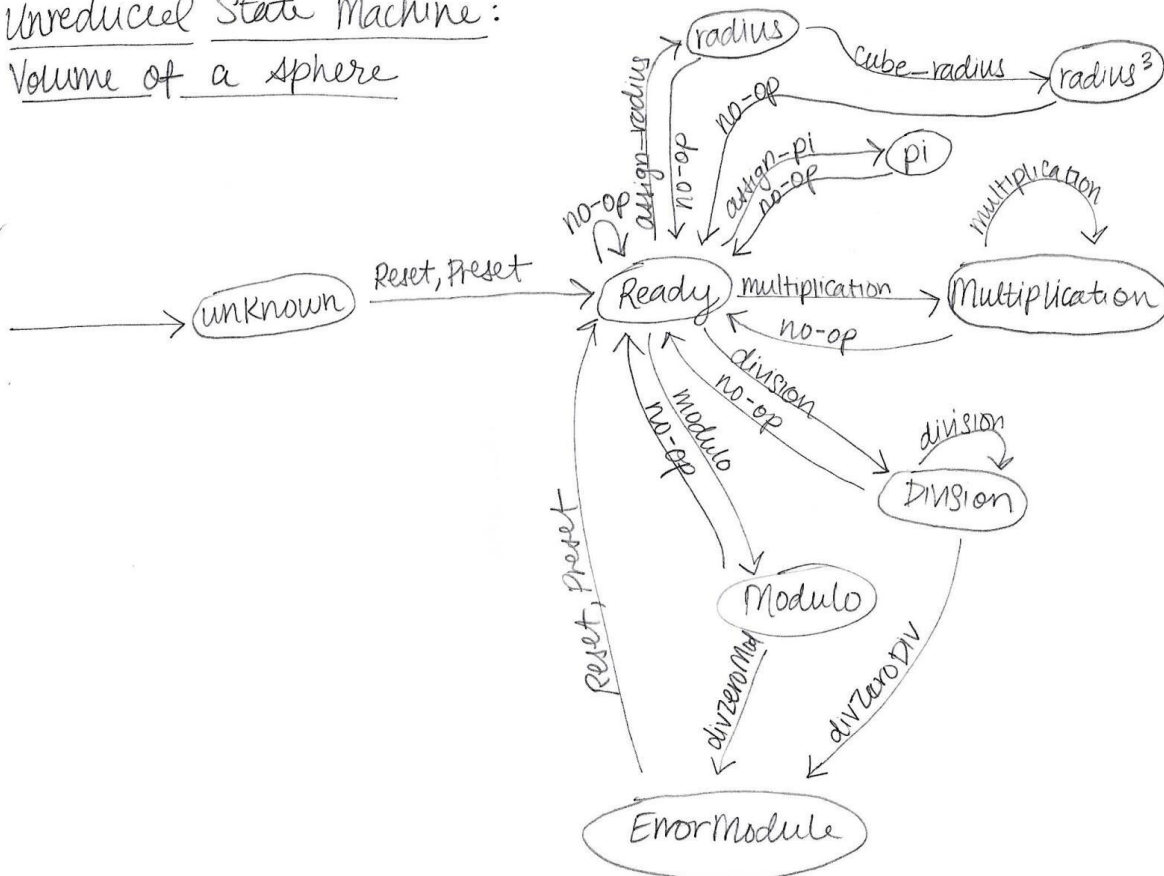 Unreduced State Machine:
Volume of a sphere
radius
cube-radius
radius³
assign-radius
no-op
no-op
assign-pi
no-op
pi
multiplication
no-op
unknown
Reset, Preset
Ready
multiplication
Multiplication
no-op
division
no-op
division
Division
modulo
no-op
Reset, Preset
Modulo
divzeroMod
divZeroDiv
ErrorModule